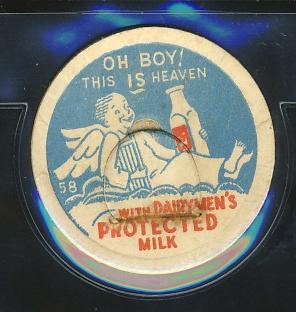 OH BOY!
THIS IS HEAVEN
58
WITH DAIRYMEN'S
PROTECTED
MILK